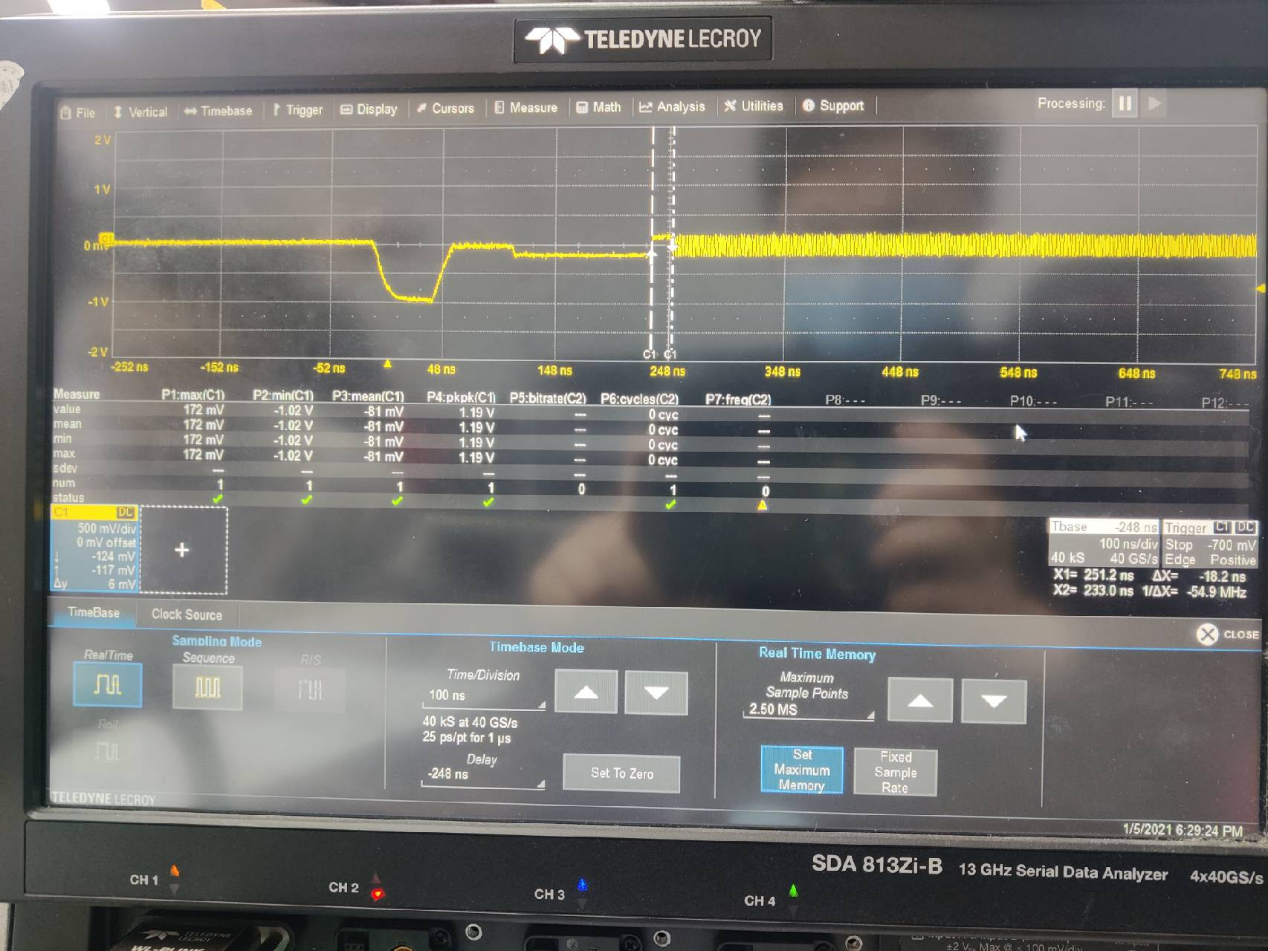 TELEDYNE LECROY
File Vertical Timebase Trigger Display Cursors Measure Math Analysis Utilities Support Processing:
2 V
1 V
C1
0 mV
-1 V
-2 V
C1 C1
-252 ns -152 ns -52 ns 48 ns 148 ns 248 ns 348 ns 448 ns 548 ns 648 ns 748 ns
Measure P1:max(C1) P2:min(C1) P3:mean(C1) P4:pkpk(C1) P5:bitrate(C2) P6:cycles(C2) P7:freq(C2) P8:--- P9:--- P10:--- P11:--- P12:---
value 172 mV -1.02 V -81 mV 1.19 V --- 0 cyc ---
mean 172 mV -1.02 V -81 mV 1.19 V --- 0 cyc ---
min 172 mV -1.02 V -81 mV 1.19 V --- 0 cyc ---
max 172 mV -1.02 V -81 mV 1.19 V --- 0 cyc ---
sdev --- --- --- --- --- --- ---
num 1 1 1 1 0 1 0
status
C1 DC
500 mV/div
0 mV offset
-124 mV
-117 mV
Δy 6 mV
+
Tbase -248 ns
100 ns/div
40 kS 40 GS/s
Trigger C1 DC
Stop -700 mV
Edge Positive
X1= 251.2 ns ΔX= -18.2 ns
X2= 233.0 ns 1/ΔX= -54.9 MHz
TimeBase Clock Source
CLOSE
Sampling Mode
RealTime Sequence RIS
Roll
Timebase Mode
Time/Division
100 ns
40 kS at 40 GS/s
25 ps/pt for 1 µs
Delay
-248 ns
Set To Zero
Real Time Memory
Maximum
Sample Points
2.50 MS
Set
Maximum
Memory
Fixed
Sample
Rate
TELEDYNE LECROY
1/5/2021 6:29:24 PM
SDA 813Zi-B 13 GHz Serial Data Analyzer 4x40GS/s
CH 1 CH 2 CH 3 CH 4
TELEDYNE LECROY